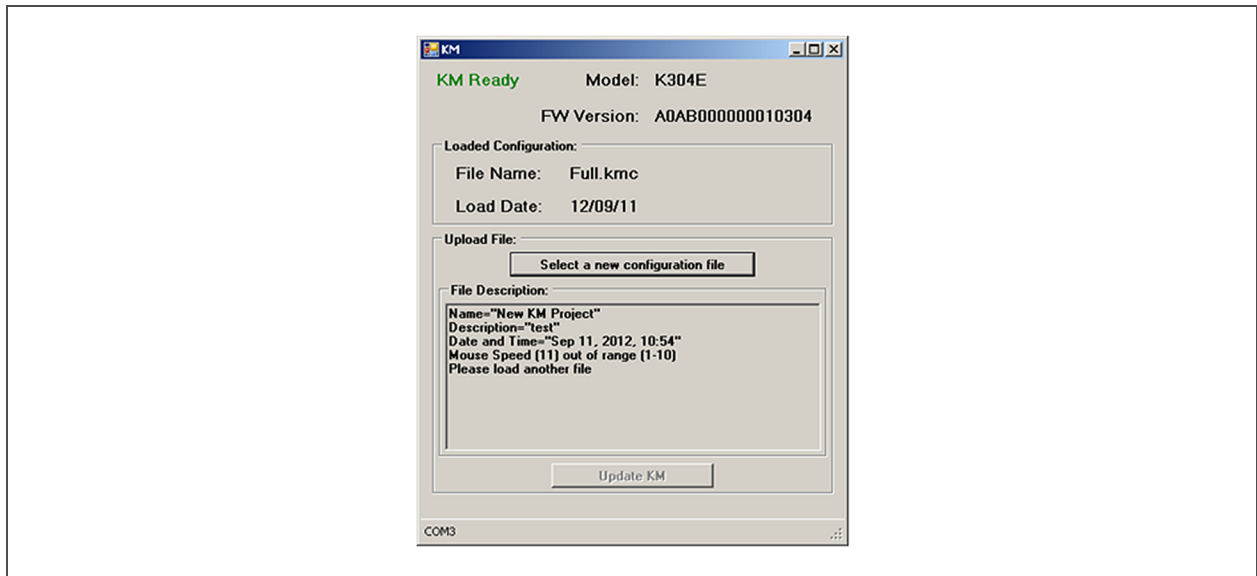 KM
KM Ready Model: K304E
FW Version: A0AB000000010304
Loaded Configuration:
File Name: Full.kmc
Load Date: 12/09/11
Upload File:
Select a new configuration file
File Description:
Name="New KM Project"
Description="test"
Date and Time="Sep 11, 2012, 10:54"
Mouse Speed (11) out of range (1-10)
Please load another file
Update KM
COM3